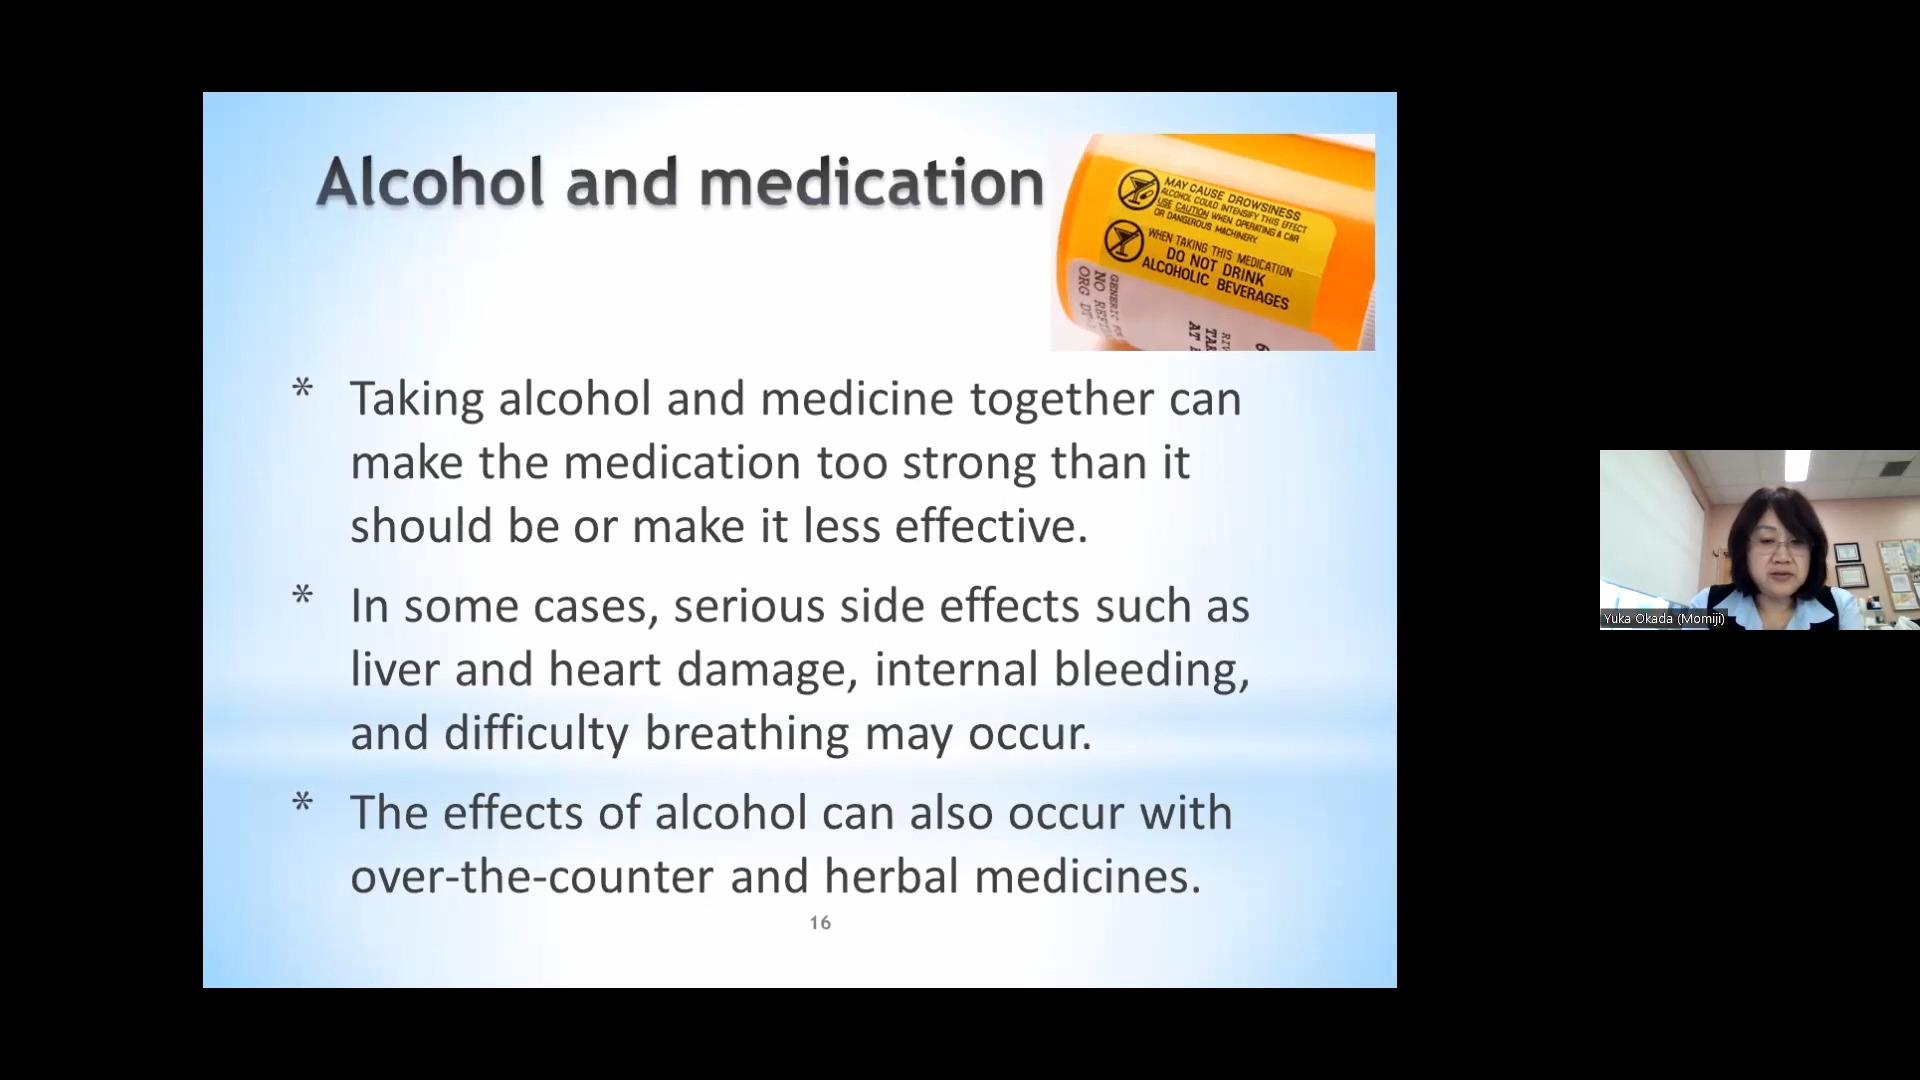 Alcohol and medication
MAY CAUSE DROWSINESS
ALCOHOL COULD INTENSIFY THIS EFFECT
USE CAUTION WHEN OPERATING A CAR
OR DANGEROUS MACHINERY
WHEN TAKING THIS MEDICATION
DO NOT DRINK
ALCOHOLIC BEVERAGES
* Taking alcohol and medicine together can
make the medication too strong than it
should be or make it less effective.
* In some cases, serious side effects such as
liver and heart damage, internal bleeding,
and difficulty breathing may occur.
* The effects of alcohol can also occur with
over-the-counter and herbal medicines.
16
Yuka Okada (Momiji)